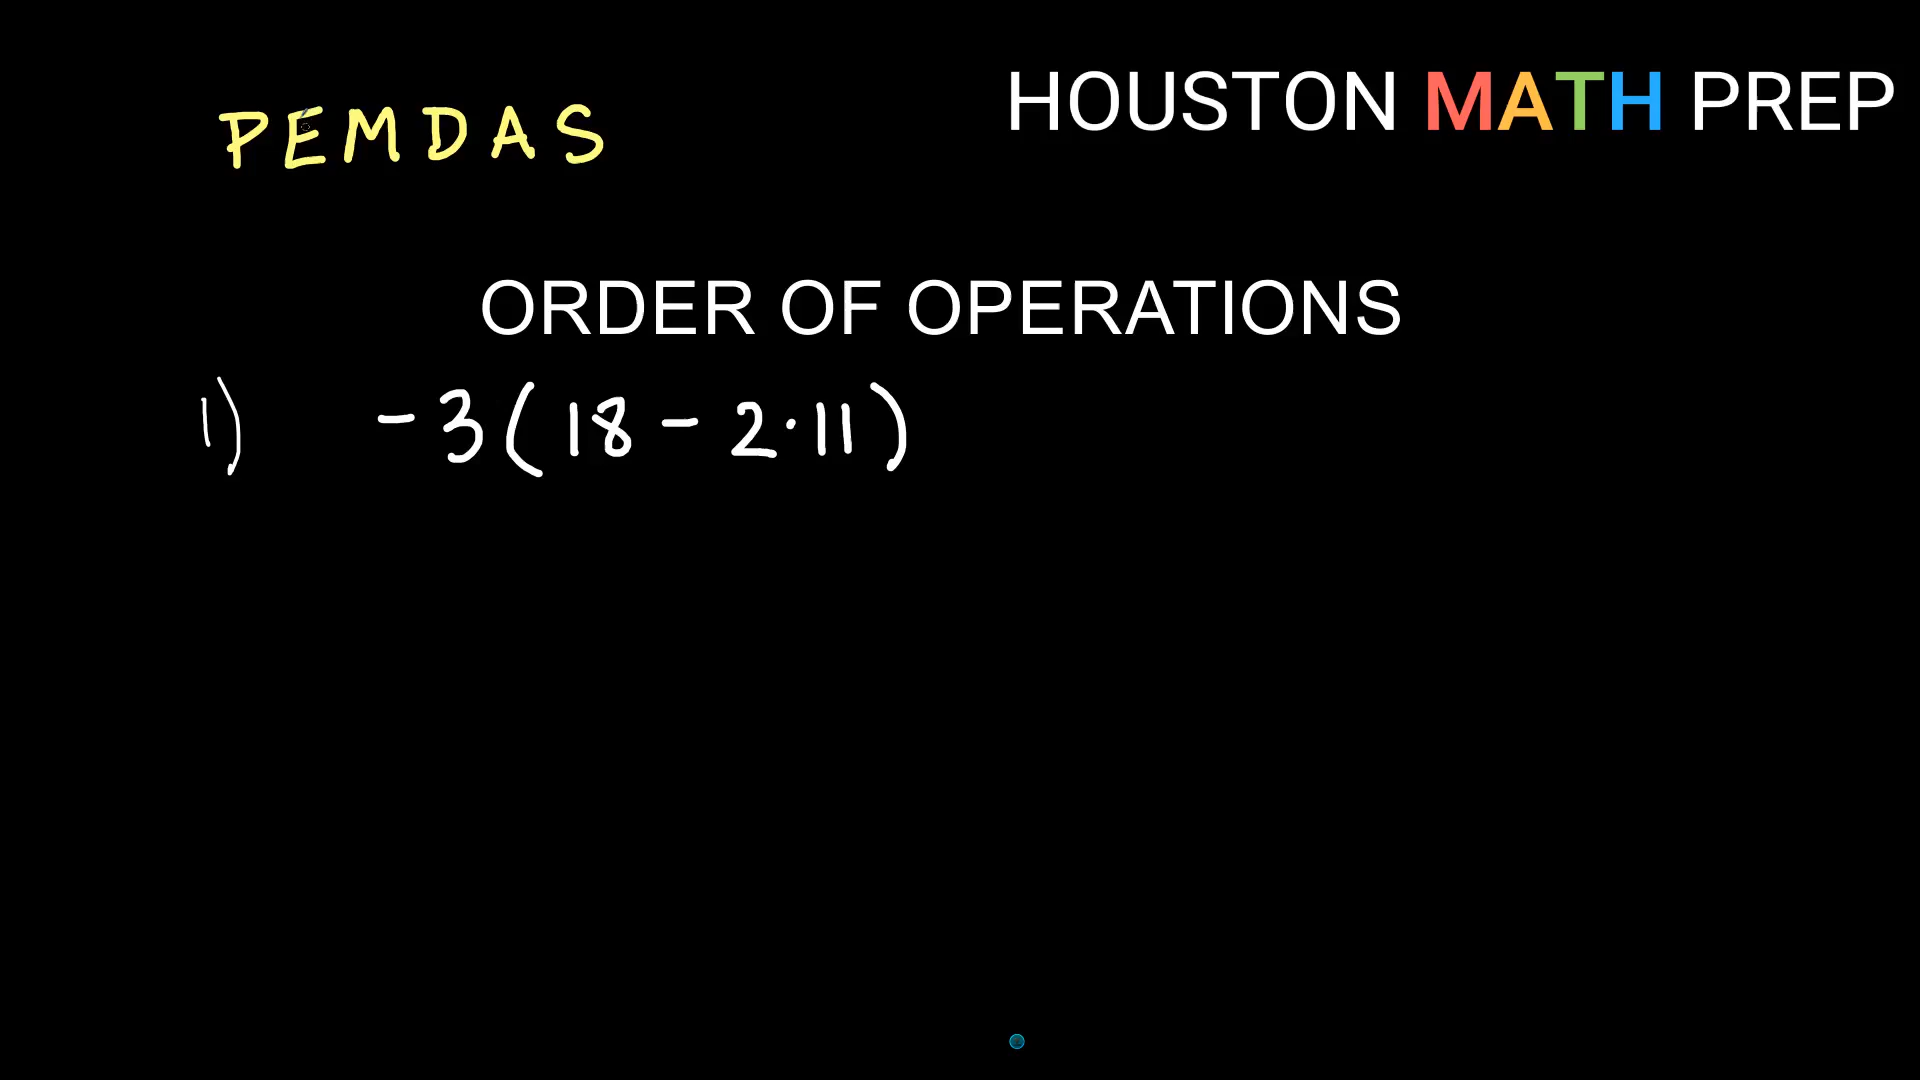 PEMDAS
HOUSTON MATH PREP
ORDER OF OPERATIONS
1) -3(18-2·11)